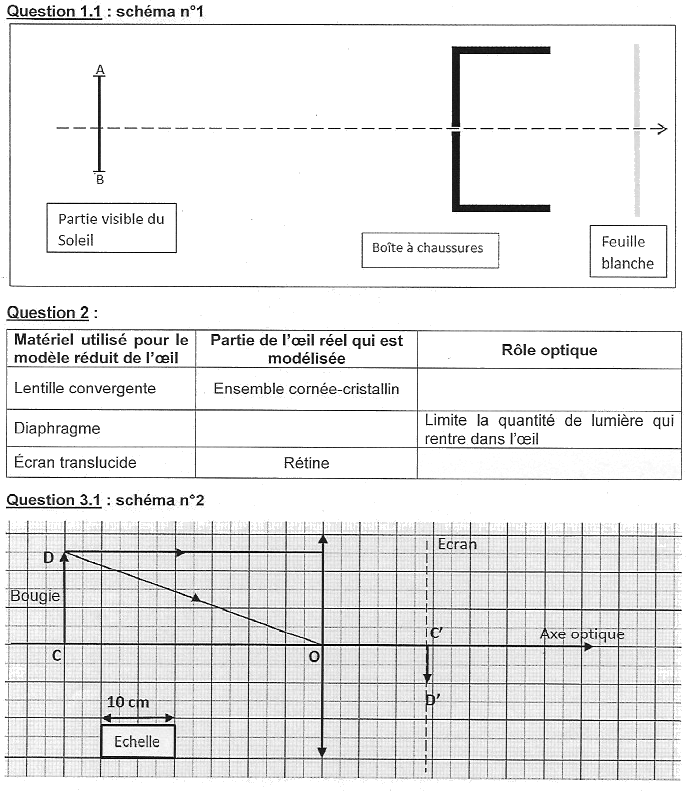 Question 1.1 : schéma n°1
A
B
Partie visible du
Soleil
Boîte à chaussures
Feuille
blanche
Question 2 :
Matériel utilisé pour le
modèle réduit de l'œil
Partie de l'œil réel qui est
modélisée
Rôle optique
Lentille convergente
Ensemble cornée-cristallin
Diaphragme
Limite la quantité de lumière qui
rentre dans l'œil
Écran translucide
Rétine
Question 3.1 : schéma n°2
D
Ecran
Bougie
C
O
C'
Axe optique
D'
10 cm
Echelle